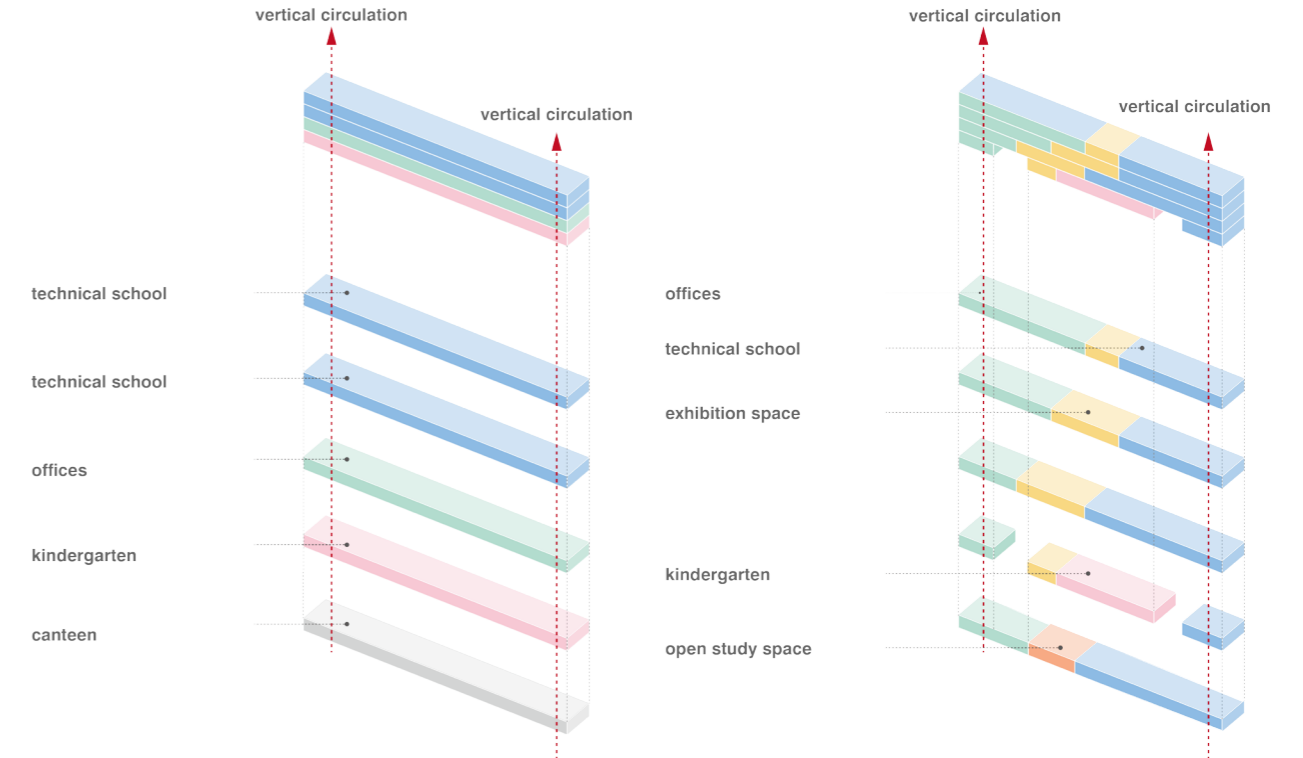 vertical circulation
vertical circulation
technical school
technical school
offices
kindergarten
canteen
vertical circulation
vertical circulation
offices
technical school
exhibition space
kindergarten
open study space